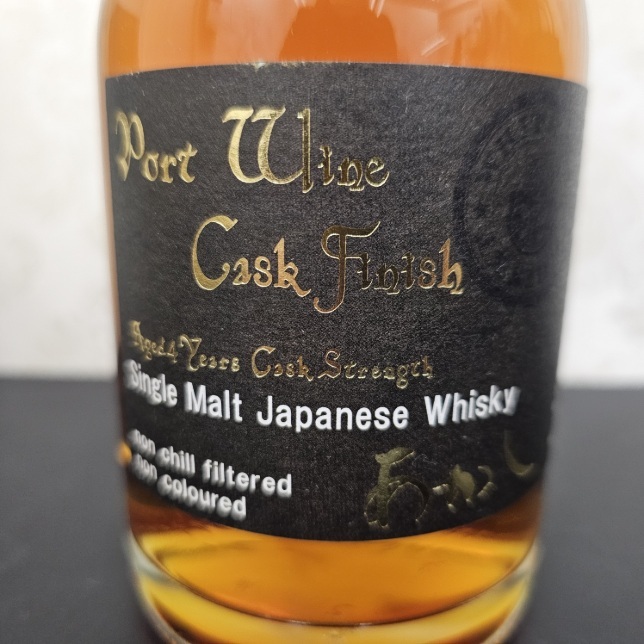 Port Wine
Cask Finish
Aged 4 Years Cask Strength
Single Malt Japanese Whisky
non chill filtered
non coloured